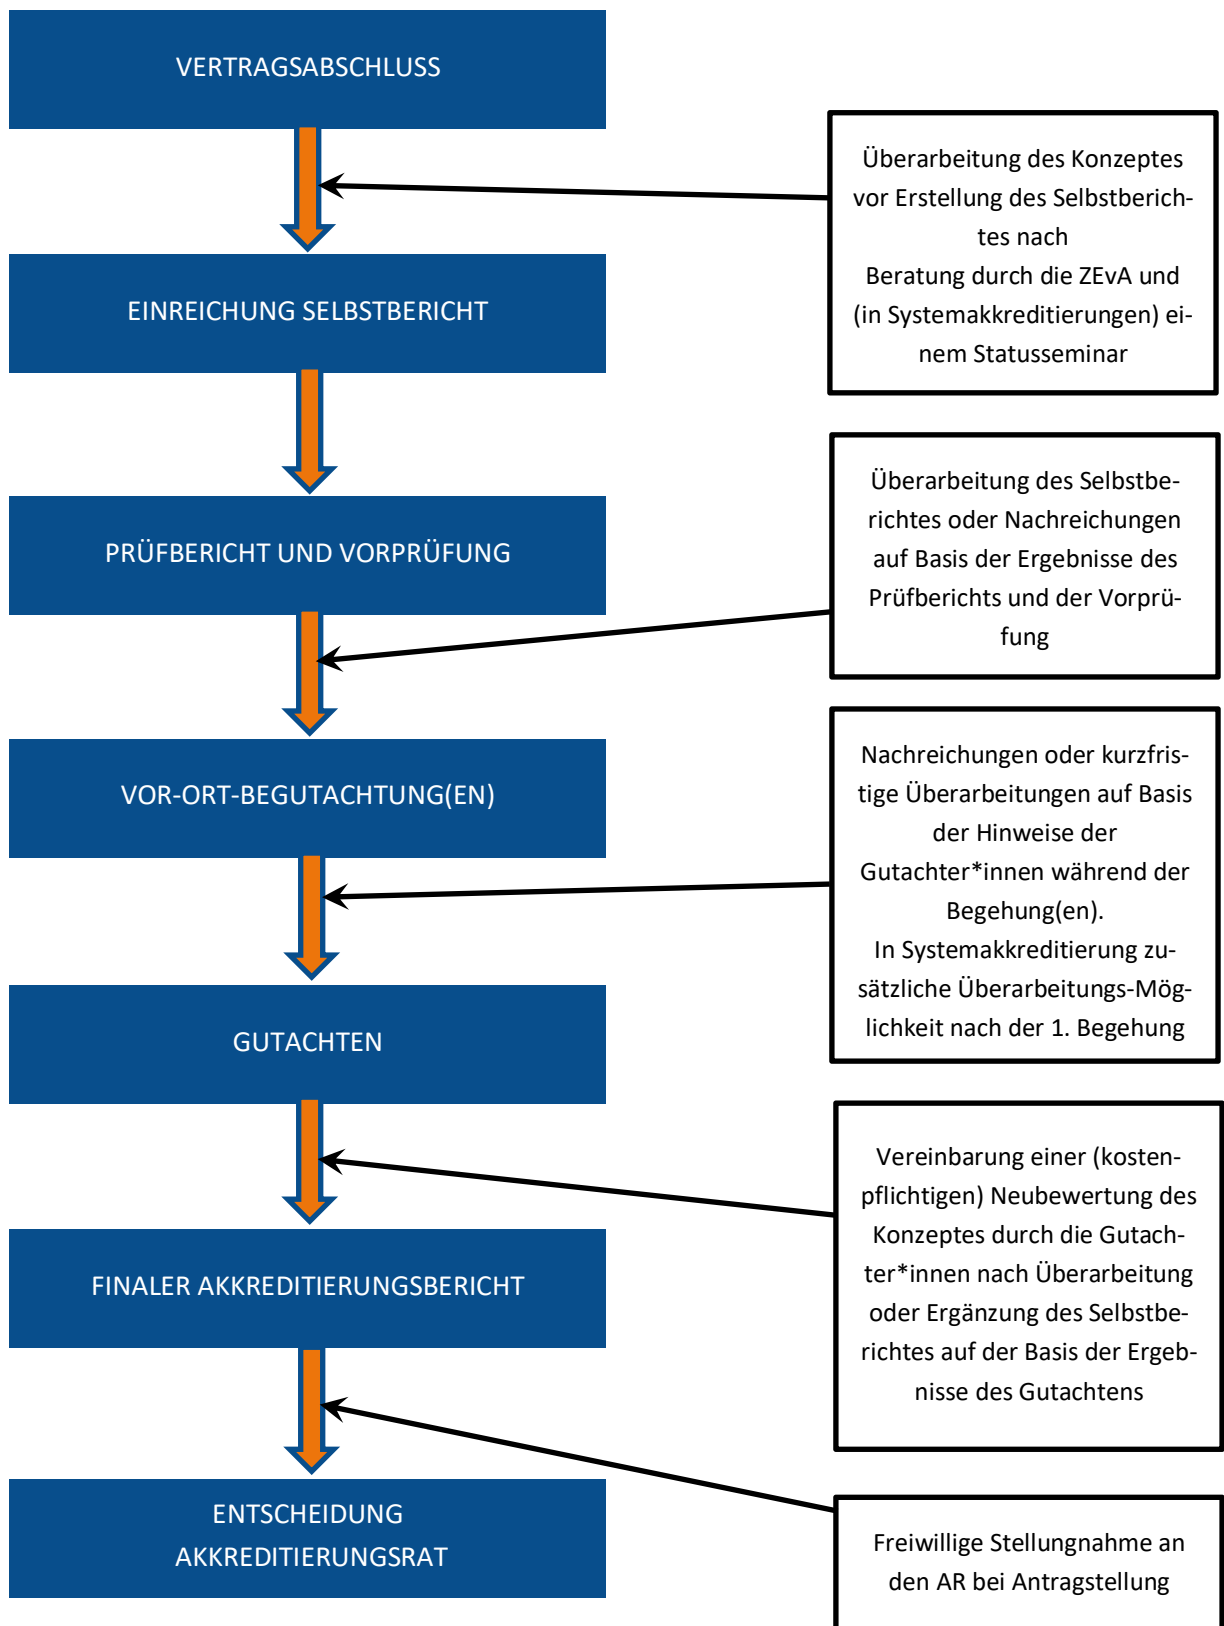 VERTRAGSABSCHLUSS
Überarbeitung des Konzeptes
vor Erstellung des Selbstberich-
tes nach
Beratung durch die ZEvA und
(in Systemakkreditierungen) ei-
nem Statusseminar
EINREICHUNG SELBSTBERICHT
PRÜFBERICHT UND VORPRÜFUNG
Überarbeitung des Selbstbe-
richtes oder Nachreichungen
auf Basis der Ergebnisse des
Prüfberichts und der Vorprü-
fung
VOR-ORT-BEGUTACHTUNG(EN)
Nachreichungen oder kurzfris-
tige Überarbeitungen auf Basis
der Hinweise der
Gutachter*innen während der
Begehung(en).
In Systemakkreditierung zu-
sätzliche Überarbeitungs-Mög-
lichkeit nach der 1. Begehung
GUTACHTEN
Vereinbarung einer (kosten-
pflichtigen) Neubewertung des
Konzeptes durch die Gutach-
ter*innen nach Überarbeitung
oder Ergänzung des Selbstbe-
richtes auf der Basis der Ergeb-
nisse des Gutachtens
FINALER AKKREDITIERUNGSBERICHT
ENTSCHEIDUNG
AKKREDITIERUNGSRAT
Freiwillige Stellungnahme an
den AR bei Antragstellung